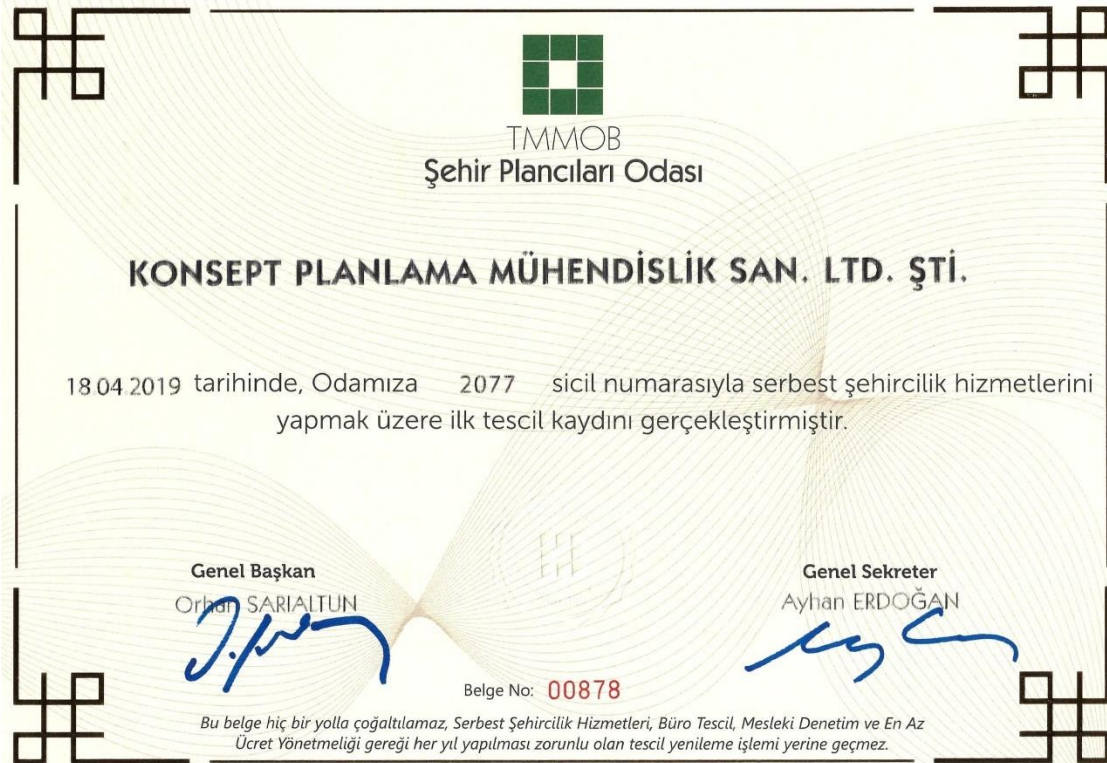 TMMOB
Şehir Plancıları Odası
KONSEPT PLANLAMA MÜHENDİSLİK SAN. LTD. ŞTİ.
18.04.2019 tarihinde, Odamıza 2077 sicil numarasıyla serbest şehircilik hizmetlerini
yapmak üzere ilk tescil kaydını gerçekleştirmiştir.
Genel Başkan
Orhan SARIALTUN
Genel Sekreter
Ayhan ERDOĞAN
Belge No: 00878
Bu belge hiç bir yolla çoğaltılamaz, Serbest Şehircilik Hizmetleri, Büro Tescil, Mesleki Denetim ve En Az
Ücret Yönetmeliği gereği her yıl yapılması zorunlu olan tescil yenileme işlemi yerine geçmez.